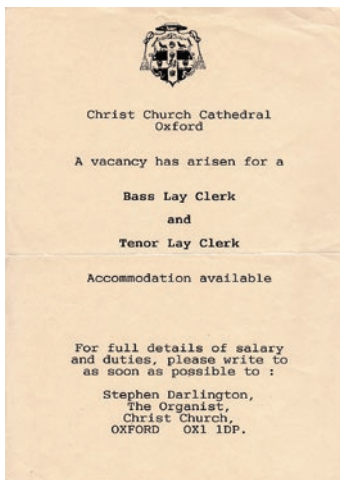 Christ Church Cathedral
Oxford
A vacancy has arisen for a
Bass Lay Clerk
and
Tenor Lay Clerk
Accommodation available
For full details of salary
and duties, please write to
as soon as possible to :
Stephen Darlington,
The Organist,
Christ Church,
OXFORD OX1 1DP.